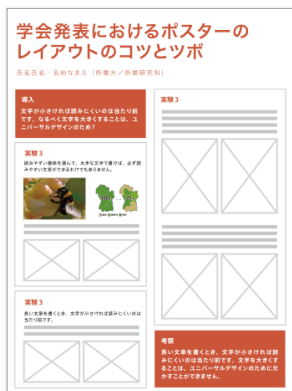 学会発表におけるポスターの
レイアウトのコツとツボ
氏名氏名・名前なまえ（所属大／所属研究科）
導入
文字が小さければ読みにくいのは当たり前
です。なるべく文字を大きくすることは、ユ
ニバーサルデザインのため？
実験３
読みやすい書体を選んで、大きな文字で書けば、必ず読
みやすい文章ができるわけでもありません。
実験３
長い文章を書くとき、文字が小さければ読みにくいのは
当たり前です。
実験３
考察
長い文章を書くとき、文字が小さければ読
みにくいのは当たり前です。文字を大きくす
ることは、ユニバーサルデザインのために欠
かすことができません。